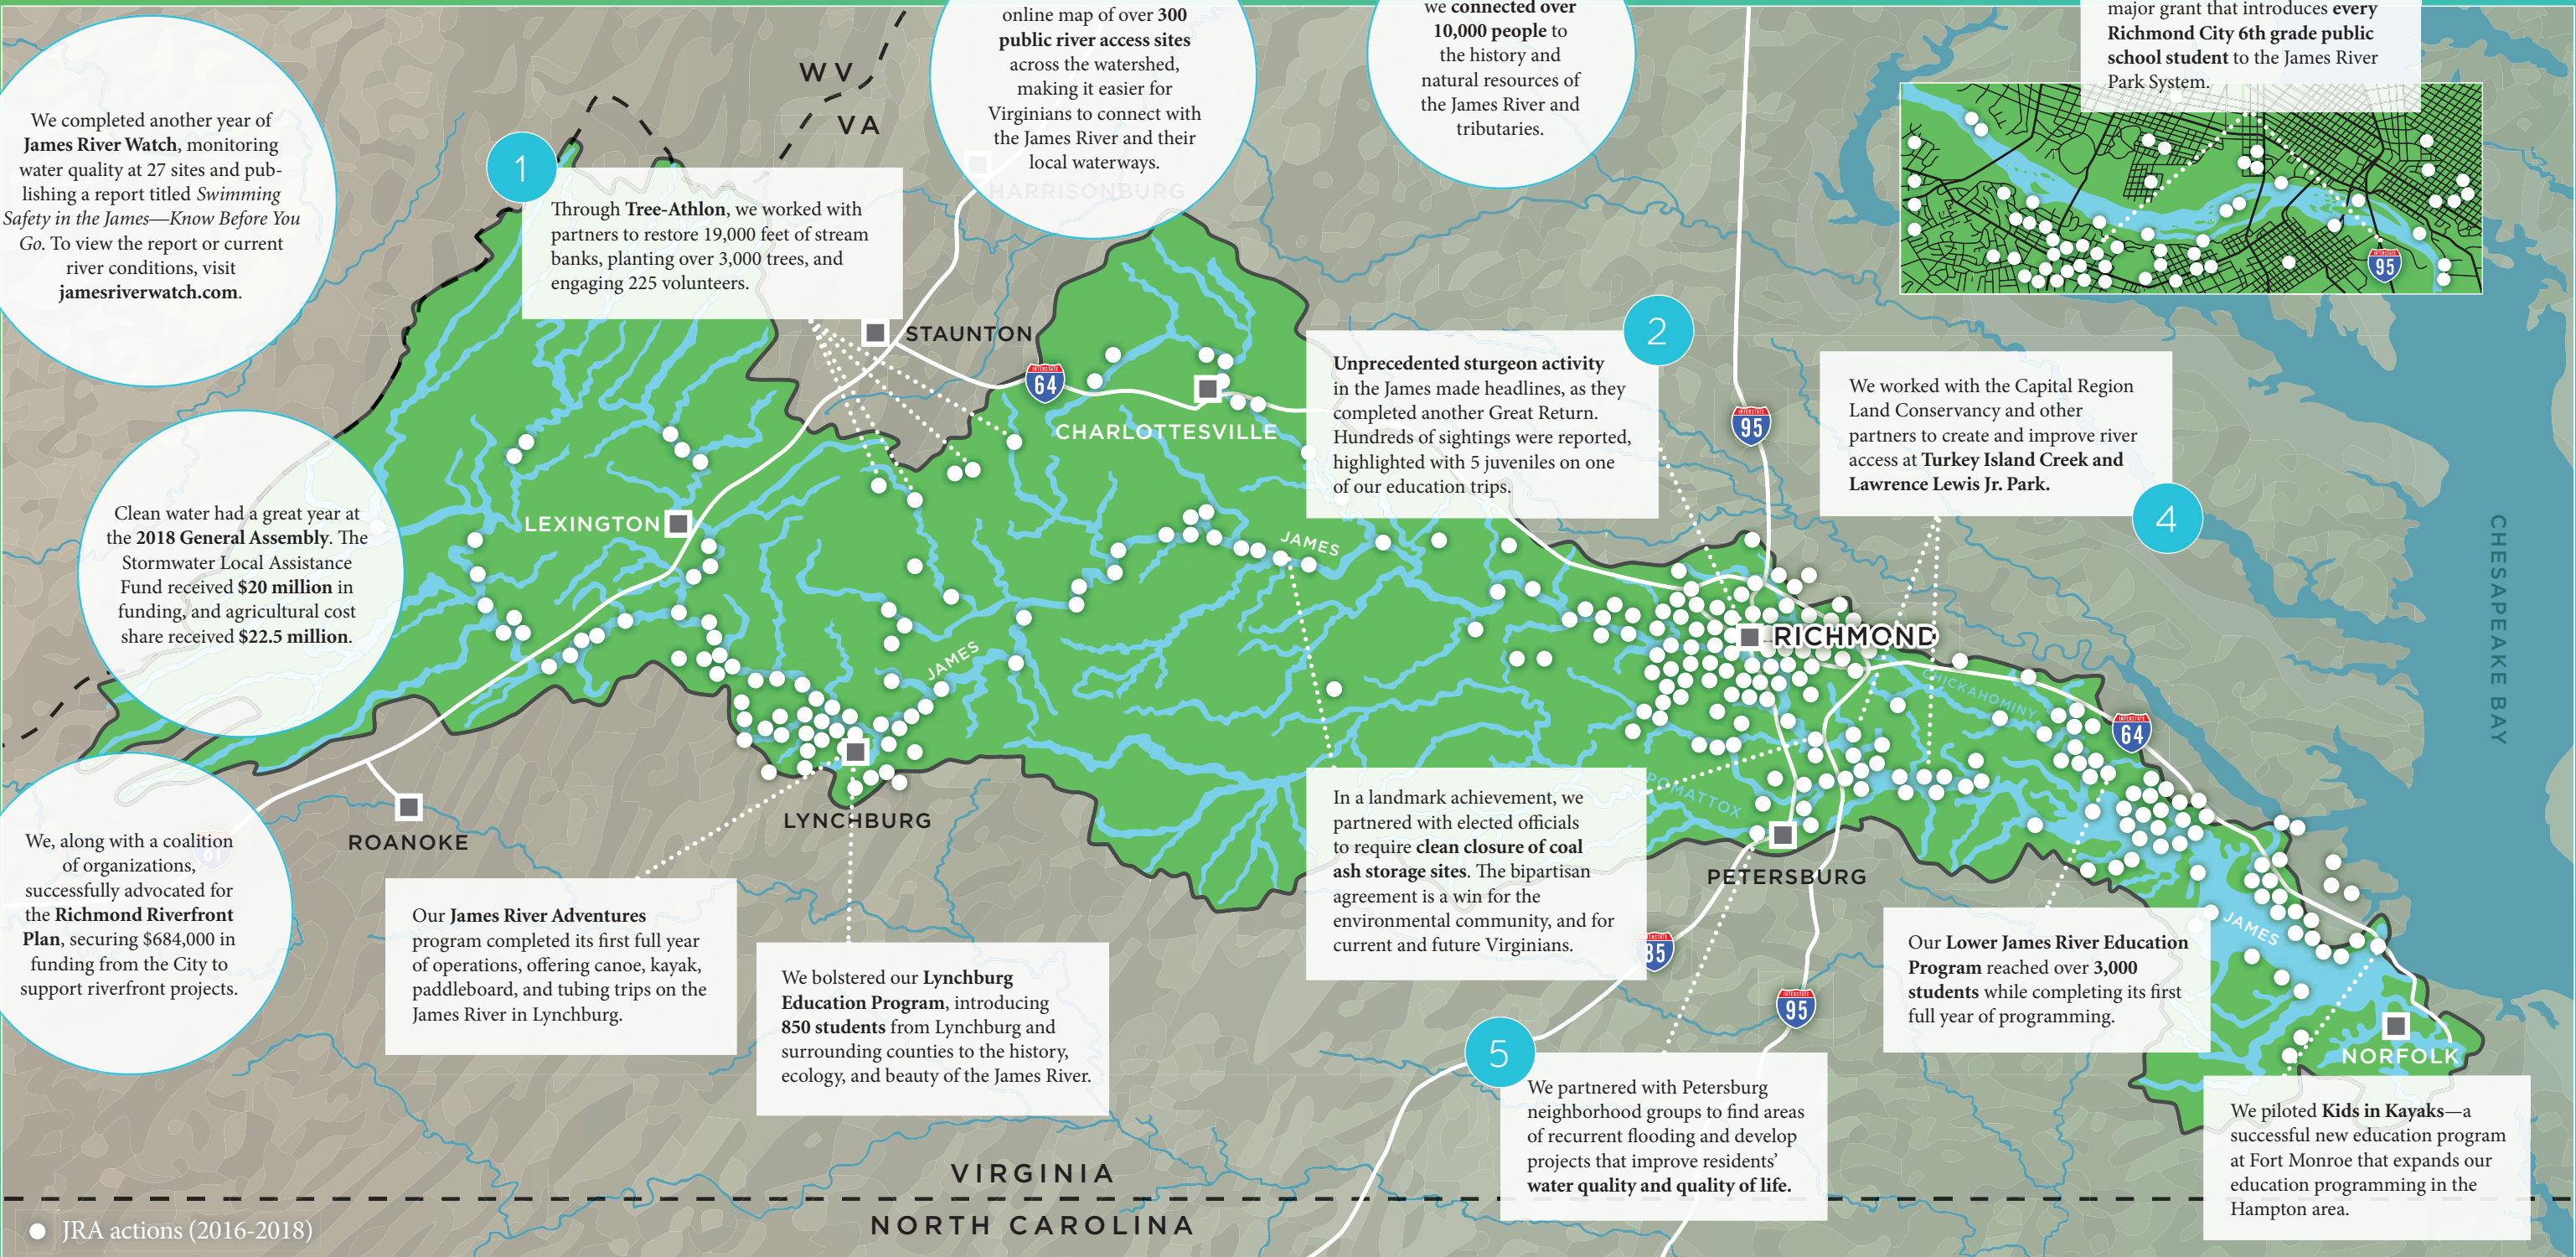 We completed another year of
James River Watch, monitoring
water quality at 27 sites and pub-
lishing a report titled Swimming
Safety in the James—Know Before You
Go. To view the report or current
river conditions, visit
jamesriverwatch.com.
WV
VA
online map of over 300
public river access sites
across the watershed,
making it easier for
Virginians to connect with
the James River and their
local waterways.
HARRISONBURG
we connected over
10,000 people to
the history and
natural resources of
the James River and
tributaries.
major grant that introduces every
Richmond City 6th grade public
school student to the James River
Park System.
INTERSTATE
95
1
Through Tree-Athlon, we worked with
partners to restore 19,000 feet of stream
banks, planting over 3,000 trees, and
engaging 225 volunteers.
STAUNTON
INTERSTATE
64
CHARLOTTESVILLE
2
Unprecedented sturgeon activity
in the James made headlines, as they
completed another Great Return.
Hundreds of sightings were reported,
highlighted with 5 juveniles on one
of our education trips.
INTERSTATE
95
We worked with the Capital Region
Land Conservancy and other
partners to create and improve river
access at Turkey Island Creek and
Lawrence Lewis Jr. Park.
4
CHESAPEAKE BAY
Clean water had a great year at
the 2018 General Assembly. The
Stormwater Local Assistance
Fund received $20 million in
funding, and agricultural cost
share received $22.5 million.
LEXINGTON
JAMES
JAMES
RICHMOND
CHICKAHOMINY
INTERSTATE
64
We, along with a coalition
of organizations,
successfully advocated for
the Richmond Riverfront
Plan, securing $684,000 in
funding from the City to
support riverfront projects.
81
ROANOKE
LYNCHBURG
Our James River Adventures
program completed its first full year
of operations, offering canoe, kayak,
paddleboard, and tubing trips on the
James River in Lynchburg.
We bolstered our Lynchburg
Education Program, introducing
850 students from Lynchburg and
surrounding counties to the history,
ecology, and beauty of the James River.
In a landmark achievement, we
partnered with elected officials
to require clean closure of coal
ash storage sites. The bipartisan
agreement is a win for the
environmental community, and for
current and future Virginians.
POMATTOX
PETERSBURG
INTERSTATE
85
INTERSTATE
95
5
We partnered with Petersburg
neighborhood groups to find areas
of recurrent flooding and develop
projects that improve residents'
water quality and quality of life.
Our Lower James River Education
Program reached over 3,000
students while completing its first
full year of programming.
JAMES
NORFOLK
We piloted Kids in Kayaks—a
successful new education program
at Fort Monroe that expands our
education programming in the
Hampton area.
VIRGINIA
NORTH CAROLINA
JRA actions (2016-2018)